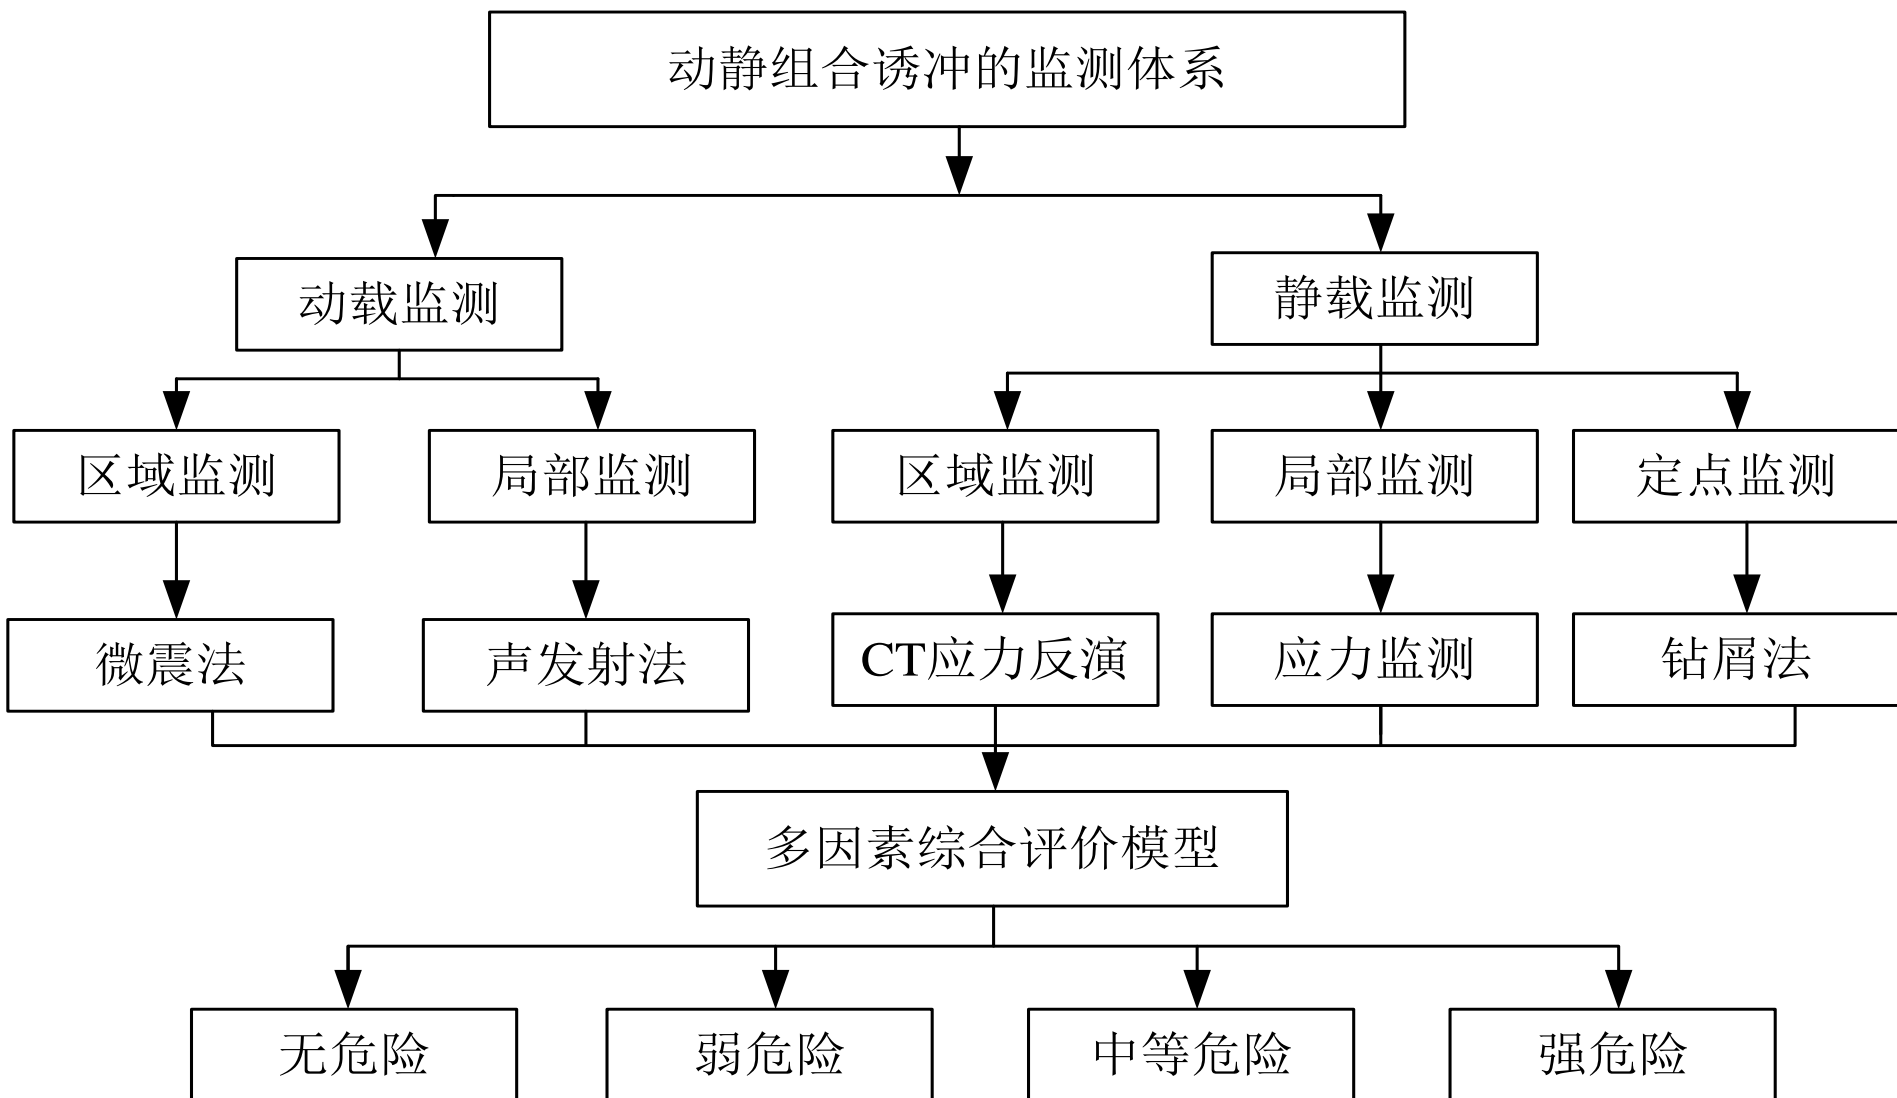 动静组合诱冲的监测体系
动载监测
静载监测
区域监测
局部监测
区域监测
局部监测
定点监测
微震法
声发射法
CT应力反演
应力监测
钻屑法
多因素综合评价模型
无危险
弱危险
中等危险
强危险